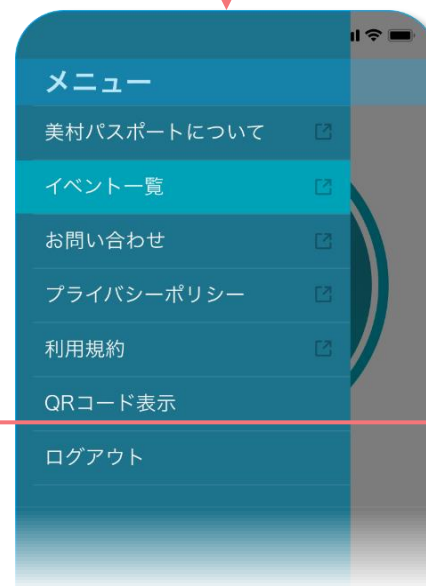 メニュー
美村パスポートについて
イベント一覧
お問い合わせ
プライバシーポリシー
利用規約
QRコード表示
ログアウト